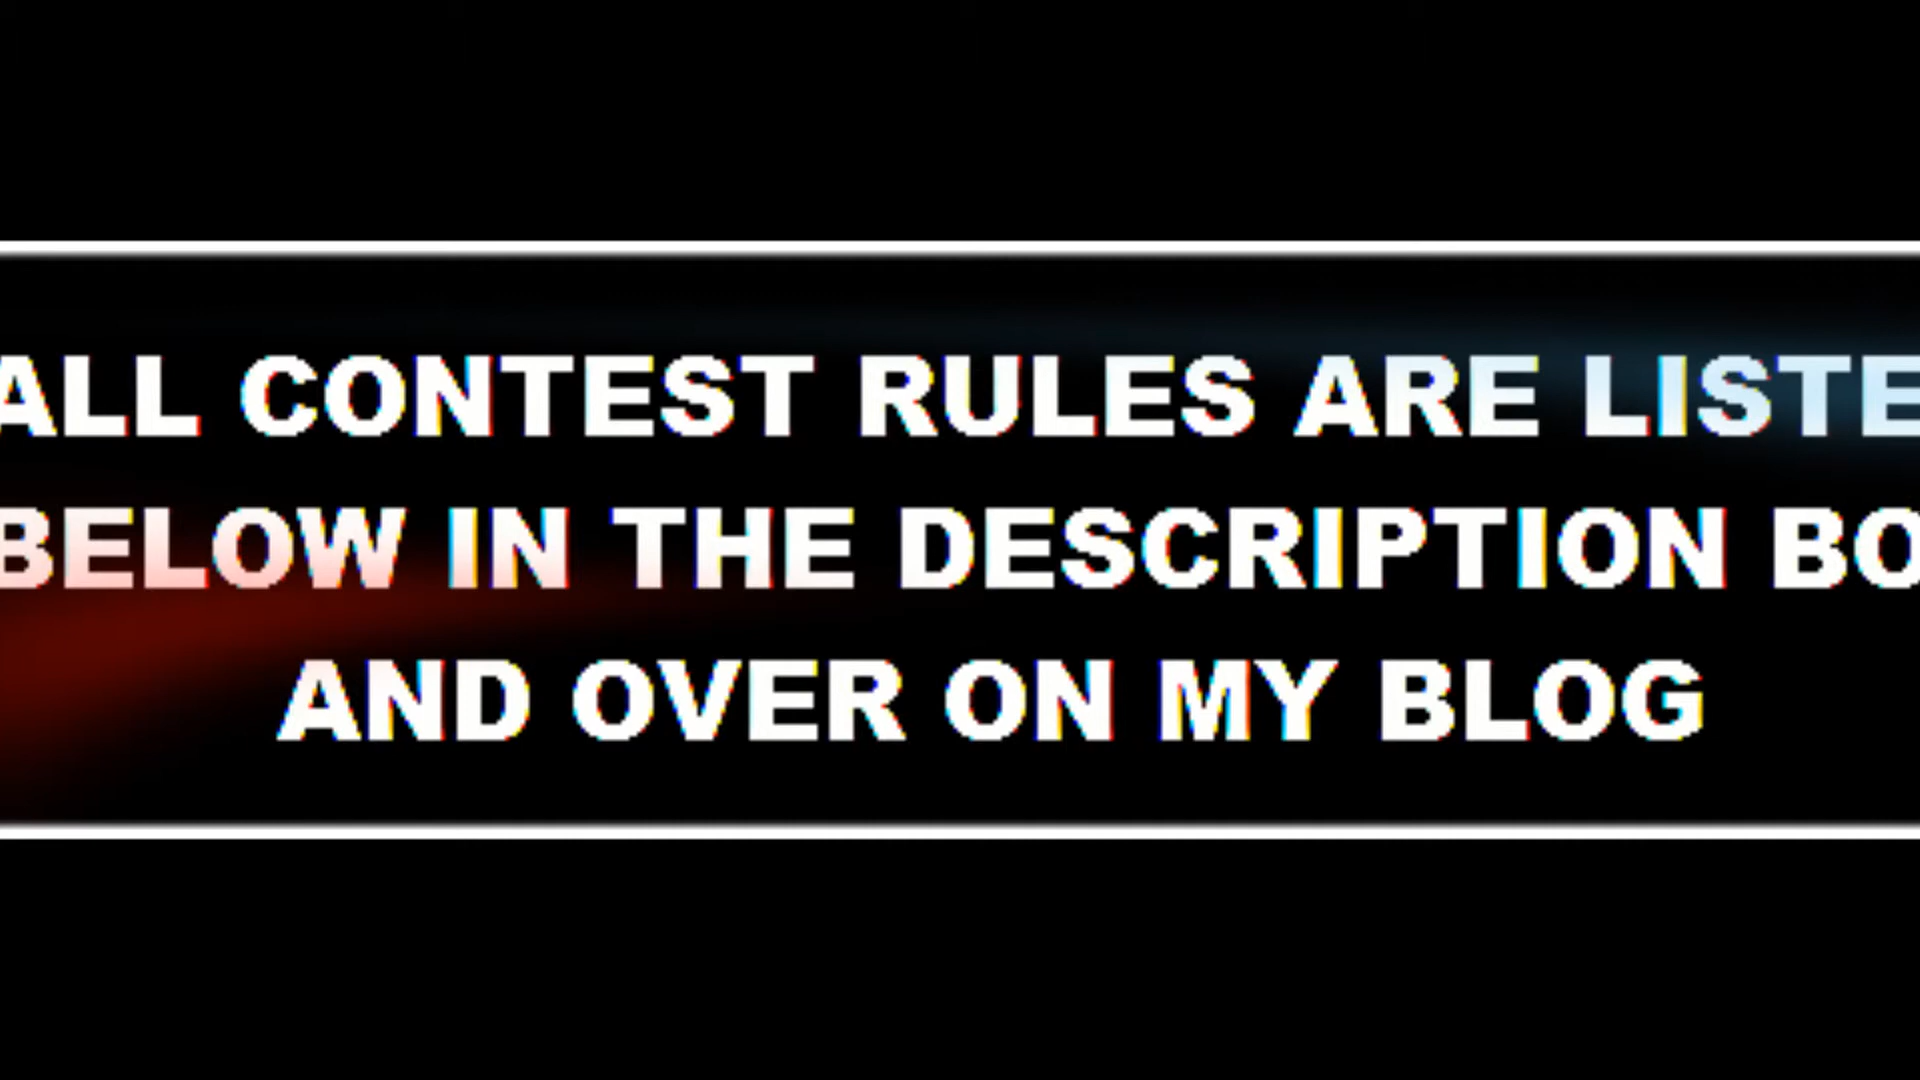 ALL CONTEST RULES ARE LISTE
BELOW IN THE DESCRIPTION BO
AND OVER ON MY BLOG